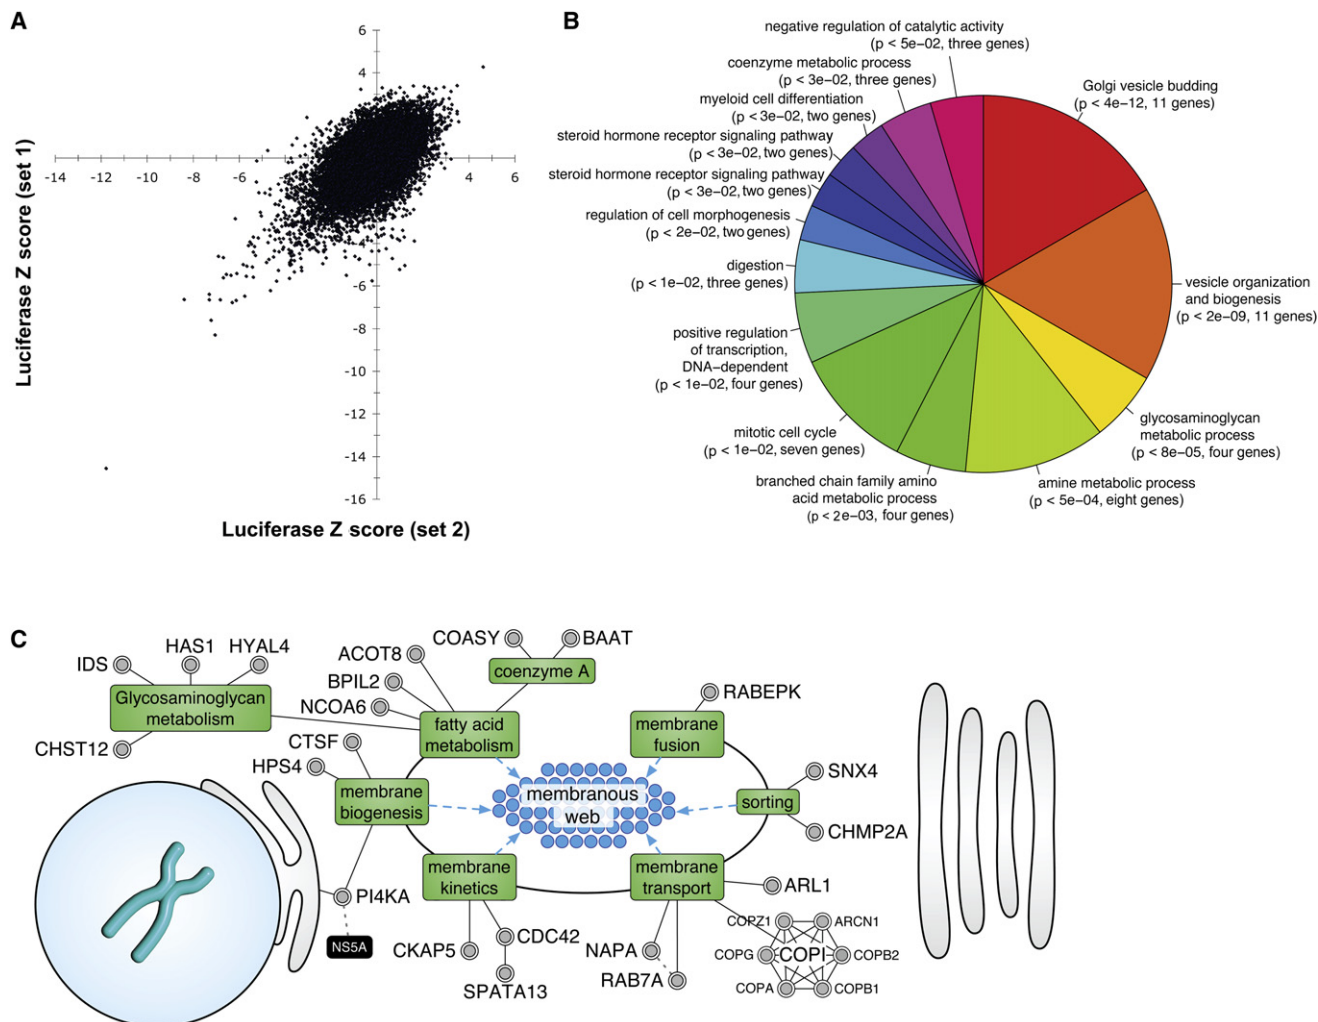 A
6
4
-14
-12
-10
-8
-6
4
6
-4
-6
-8
-10
-12
-14
-16
Luciferase Z score (set 1)
Luciferase Z score (set 2)
B
negative regulation of catalytic activity
(p < 5e−02, three genes)
coenzyme metabolic process
(p < 3e−02, three genes)
myeloid cell differentiation
(p < 3e−02, two genes)
steroid hormone receptor signaling pathway
(p < 3e−02, two genes)
steroid hormone receptor signaling pathway
(p < 3e−02, two genes)
regulation of cell morphogenesis
(p < 2e−02, two genes)
digestion
(p < 1e−02, three genes)
positive regulation
of transcription,
DNA−dependent
(p < 1e−02, four genes)
mitotic cell cycle
(p < 1e−02, seven genes)
branched chain family amino
acid metabolic process
(p < 2e−03, four genes)
Golgi vesicle budding
(p < 4e−12, 11 genes)
vesicle organization
and biogenesis
(p < 2e−09, 11 genes)
glycosaminoglycan
metabolic process
(p < 8e−05, four genes)
amine metabolic process
(p < 5e−04, eight genes)
C
IDS
HAS1
HYAL4
Glycosaminoglycan
metabolism
CHST12
ACOT8
BPIL2
NCOA6
COASY
BAAT
coenzyme A
fatty acid
metabolism
CTSF
HPS4
membrane
biogenesis
PI4KA
NS5A
membranous
web
membrane
fusion
RABEPK
sorting
SNX4
CHMP2A
membrane
kinetics
CKAP5
CDC42
SPATA13
membrane
transport
ARL1
NAPA
RAB7A
COPZ1
ARCN1
COPG
COPI
COPB2
COPA
COPB1